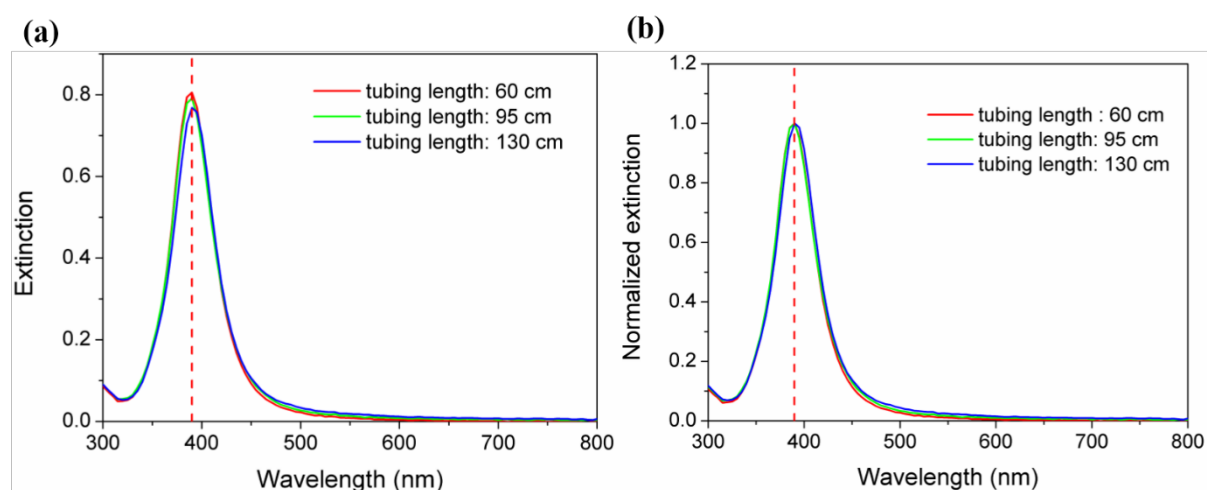 (a)
(b)
0.8
0.6
0.4
0.2
0.0
Extinction
tubing length: 60 cm
tubing length: 95 cm
tubing length: 130 cm
300 400 500 600 700 800
Wavelength (nm)
1.2
1.0
0.8
0.6
0.4
0.2
0.0
Normalized extinction
tubing length : 60 cm
tubing length: 95 cm
tubing length: 130 cm
300 400 500 600 700 800
Wavelength (nm)